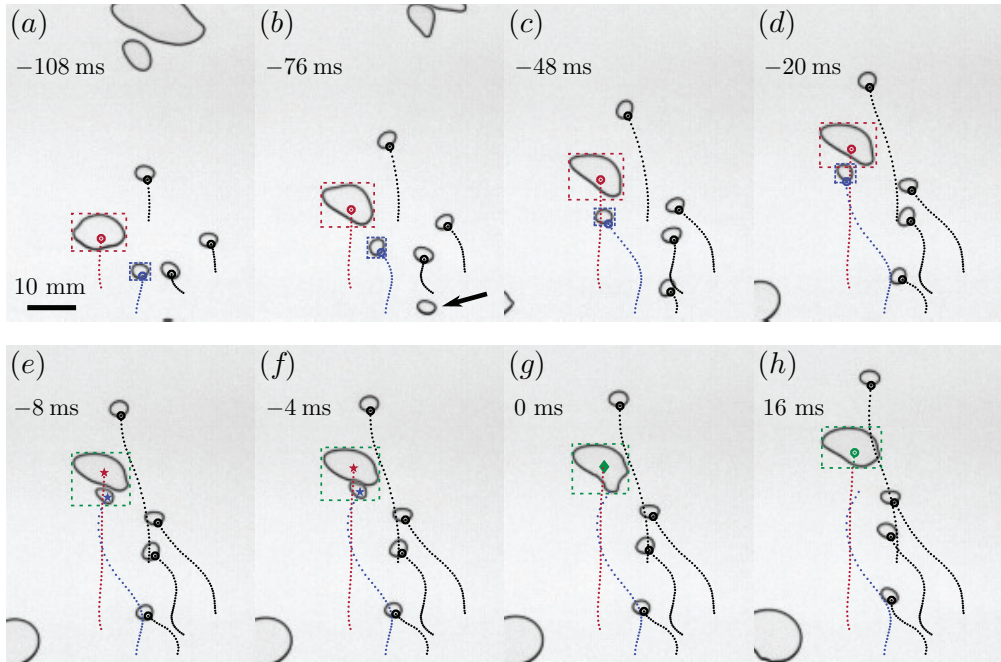 (a)
−108 ms
10 mm
(b)
−76 ms
(c)
−48 ms
(d)
−20 ms
(e)
−8 ms
(f)
−4 ms
(g)
0 ms
(h)
16 ms